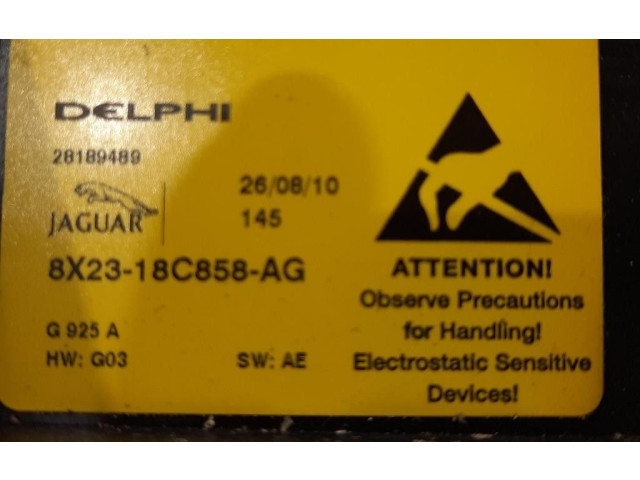 DELPHI
28189489
JAGUAR
26/08/10
145
8X23-18C858-AG
G 925 A
HW: G03 SW: AE
ATTENTION!
Observe Precautions
for Handling!
Electrostatic Sensitive
Devices!